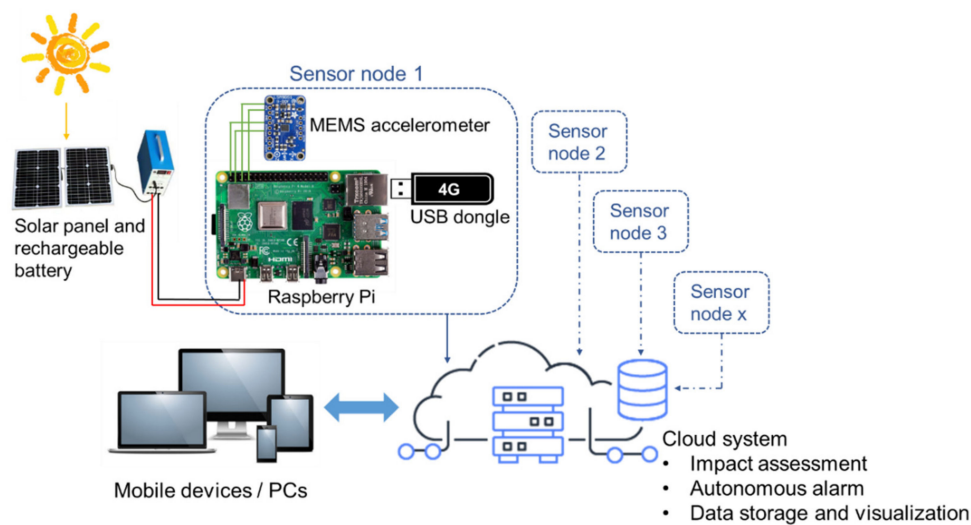 Sensor node 1
MEMS accelerometer
4G
USB dongle
Solar panel and
rechargeable
battery
HDMI
Raspberry Pi
Sensor
node 2
Sensor
node 3
Sensor
node x
Mobile devices / PCs
Cloud system
• Impact assessment
• Autonomous alarm
• Data storage and visualization